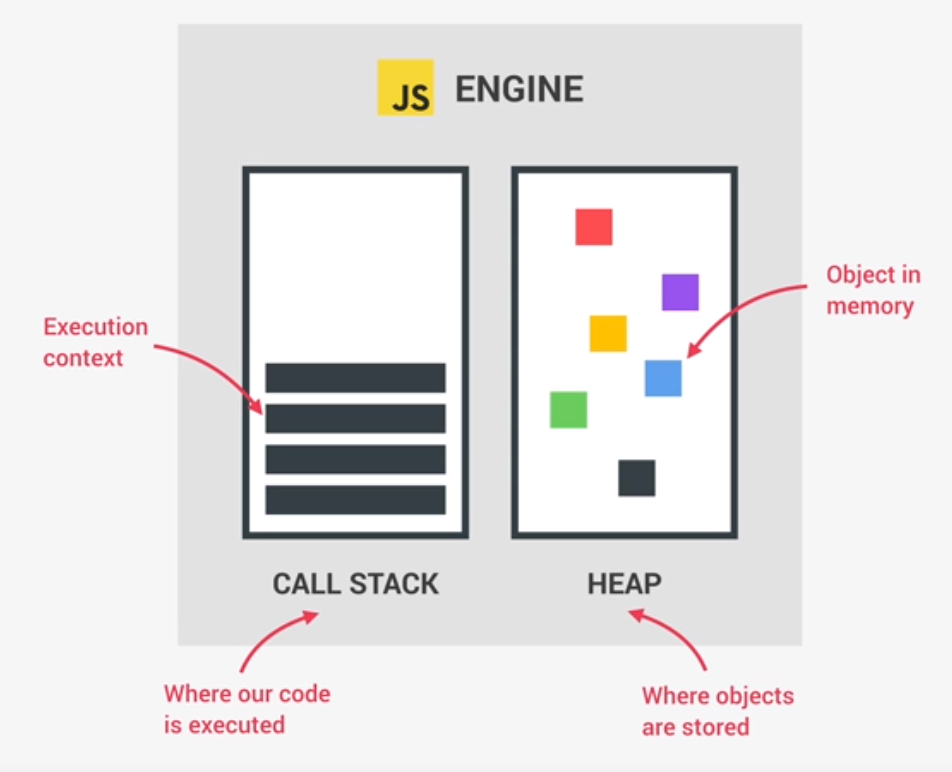 JS ENGINE
Execution
context
Object in
memory
CALL STACK
HEAP
Where our code
is executed
Where objects
are stored